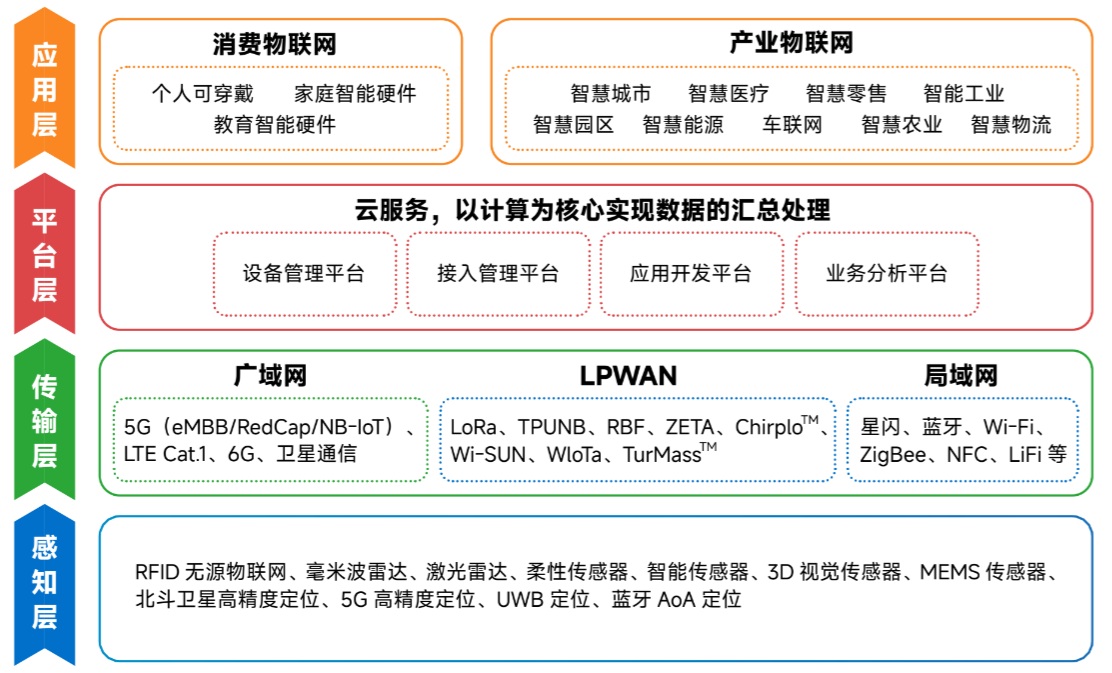 应用层
消费物联网
个人可穿戴 家庭智能硬件
教育智能硬件
产业物联网
智慧城市 智慧医疗 智慧零售 智能工业
智慧园区 智慧能源 车联网 智慧农业 智慧物流
平台层
云服务，以计算为核心实现数据的汇总处理
设备管理平台
接入管理平台
应用开发平台
业务分析平台
传输层
广域网
5G（eMBB/RedCap/NB-IoT）、
LTE Cat.1、6G、卫星通信
LPWAN
LoRa、TPUNB、RBF、ZETA、Chirplo™、
Wi-SUN、WIoTa、TurMass™
局域网
星闪、蓝牙、Wi-Fi、
ZigBee、NFC、LiFi 等
感知层
RFID 无源物联网、毫米波雷达、激光雷达、柔性传感器、智能传感器、3D 视觉传感器、MEMS 传感器、
北斗卫星高精度定位、5G 高精度定位、UWB 定位、蓝牙 AoA 定位